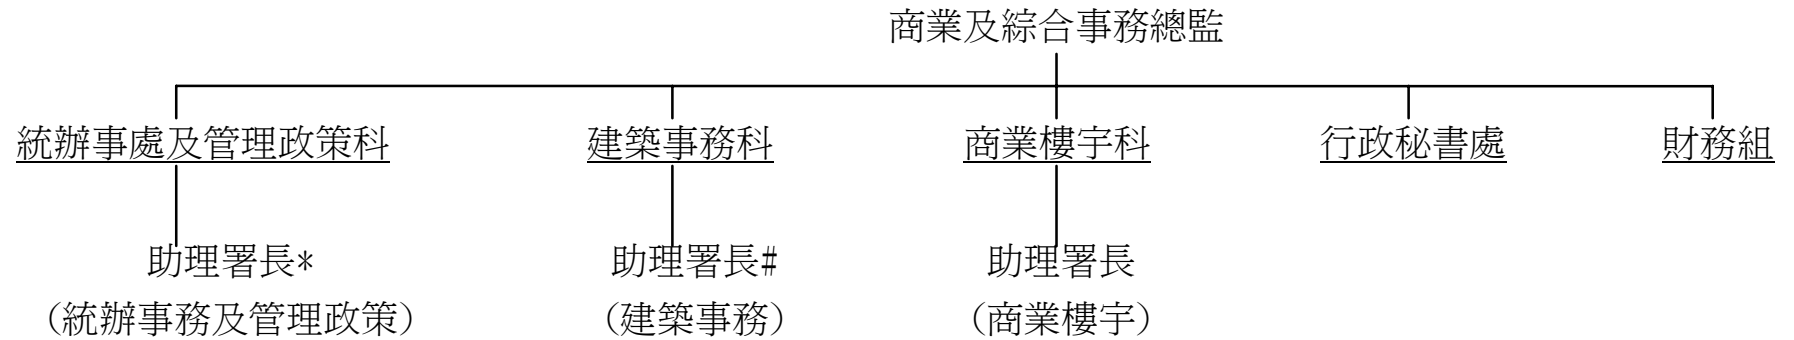 商業及綜合事務總監
統辦事處及管理政策科 建築事務科 商業樓宇科 行政秘書處 財務組
助理署長* 助理署長# 助理署長
（統辦事務及管理政策） （建築事務） （商業樓宇）